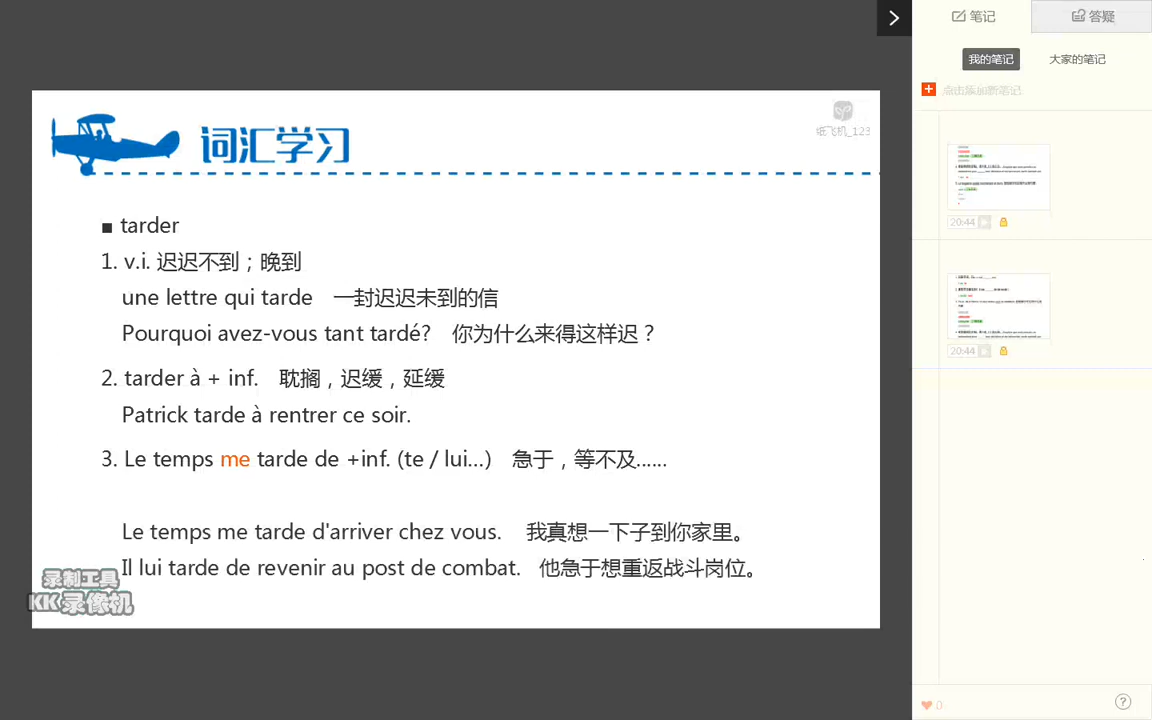 笔记
答疑
我的笔记
大家的笔记
点击添加新笔记
词汇学习
纸飞机_123
■ tarder
1. v.i. 迟迟不到；晚到
une lettre qui tarde 一封迟迟未到的信
Pourquoi avez-vous tant tardé? 你为什么来得这样迟？
2. tarder à + inf. 耽搁，迟缓，延缓
Patrick tarde à rentrer ce soir.
3. Le temps me tarde de +inf. (te / lui...) 急于，等不及......
Le temps me tarde d'arriver chez vous. 我真想一下子到你家里。
Il lui tarde de revenir au post de combat. 他急于想重返战斗岗位。
录制工具
KK录像机
20:44
20:44
0
?